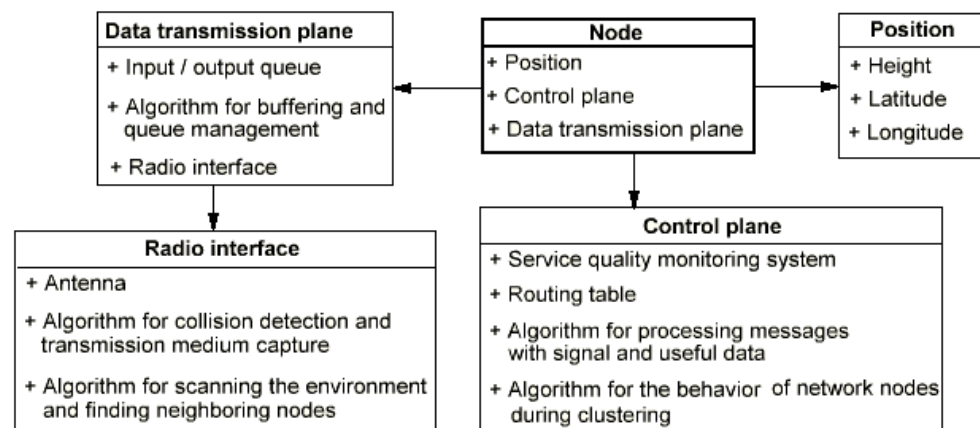 Data transmission plane
+ Input / output queue
+ Algorithm for buffering and
queue management
+ Radio interface
Node
+ Position
+ Control plane
+ Data transmission plane
Position
+ Height
+ Latitude
+ Longitude
Radio interface
+ Antenna
+ Algorithm for collision detection and
transmission medium capture
+ Algorithm for scanning the environment
and finding neighboring nodes
Control plane
+ Service quality monitoring system
+ Routing table
+ Algorithm for processing messages
with signal and useful data
+ Algorithm for the behavior of network nodes
during clustering